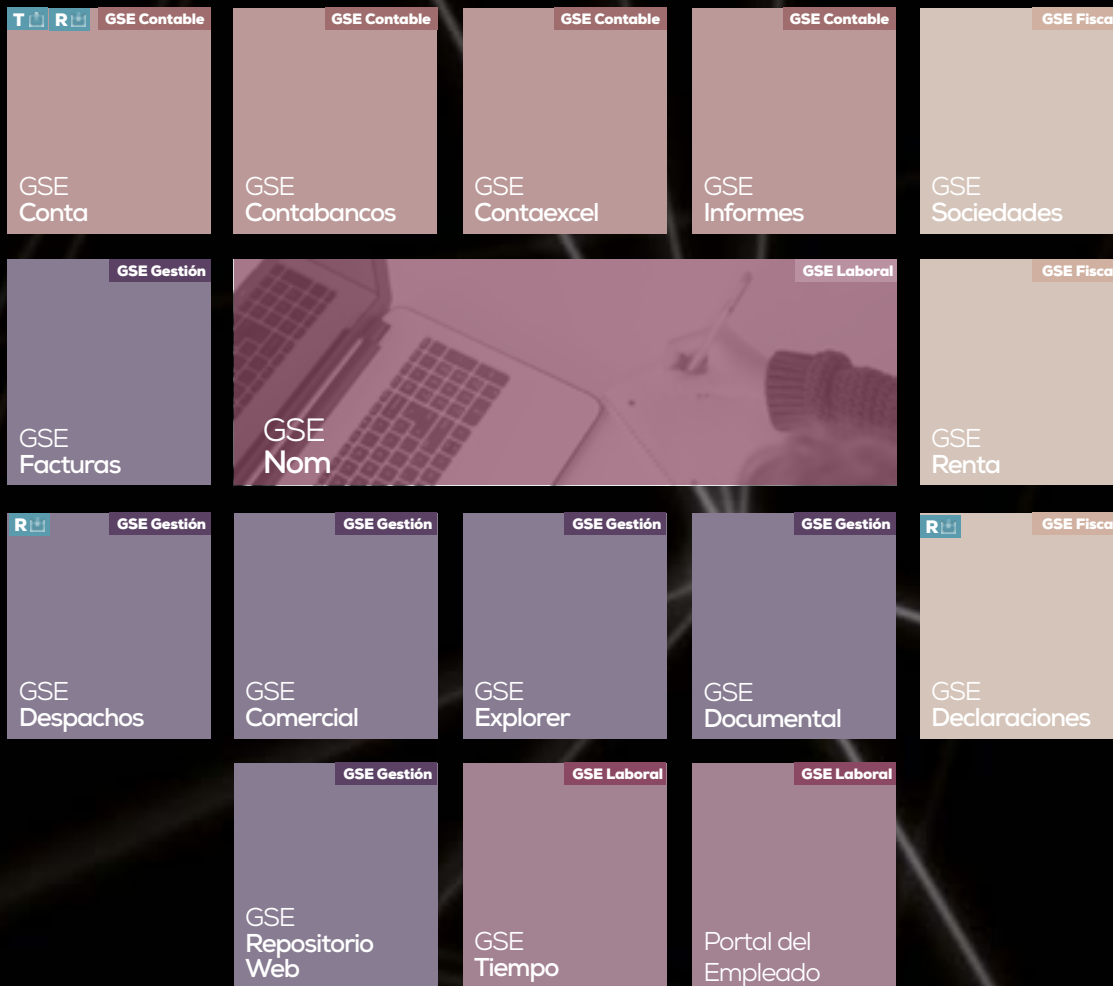 T R GSE Contable
GSE
Conta
GSE Contable
GSE
Contabancos
GSE Contable
GSE
Contaexcel
GSE Contable
GSE
Informes
GSE Fisca
GSE
Sociedades
GSE Gestión
GSE
Facturas
GSE Laboral
GSE
Nom
GSE Fisca
GSE
Renta
R GSE Gestión
GSE
Despachos
GSE Gestión
GSE
Comercial
GSE Gestión
GSE
Explorer
GSE Gestión
GSE
Documental
R GSE Fisca
GSE
Declaraciones
GSE Gestión
GSE
Repositorio
Web
GSE Laboral
GSE
Tiempo
GSE Laboral
Portal del
Empleado